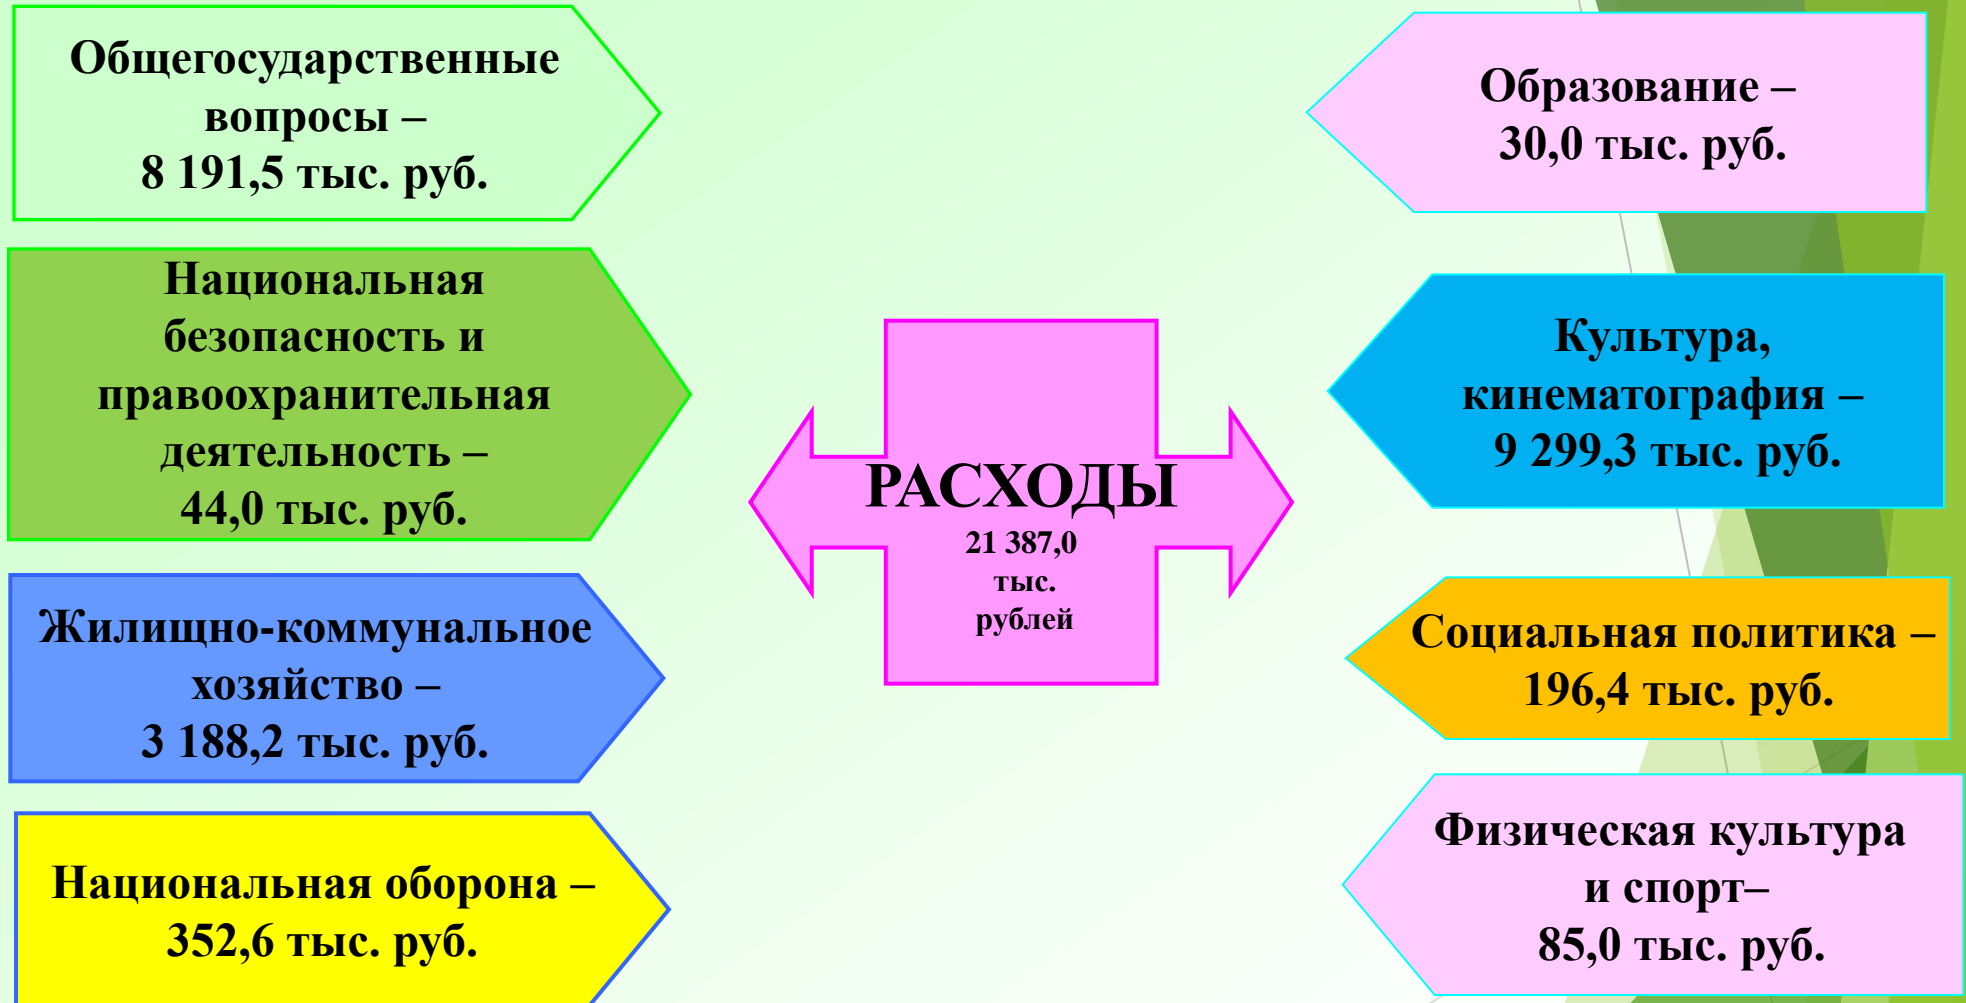 Общегосударственные
вопросы –
8 191,5 тыс. руб.
Национальная
безопасность и
правоохранительная
деятельность –
44,0 тыс. руб.
Жилищно-коммунальное
хозяйство –
3 188,2 тыс. руб.
Национальная оборона –
352,6 тыс. руб.
РАСХОДЫ
21 387,0
тыс.
рублей
Образование –
30,0 тыс. руб.
Культура,
кинематография –
9 299,3 тыс. руб.
Социальная политика –
196,4 тыс. руб.
Физическая культура
и спорт–
85,0 тыс. руб.